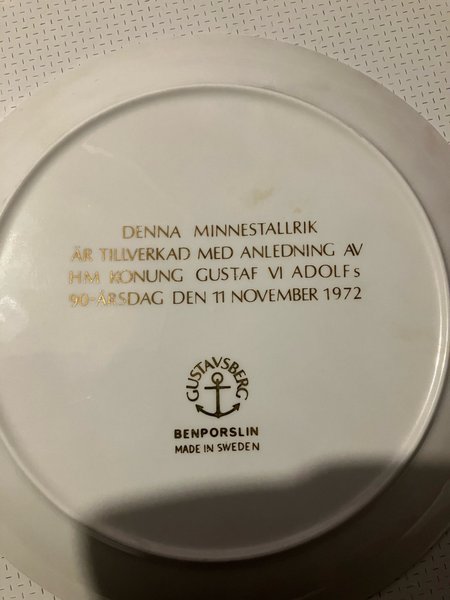 DENNA MINNESTALLRIK
ÄR TILLVERKAD MED ANLEDNING AV
HM KONUNG GUSTAF VI ADOLFs
90-ÅRSDAG DEN 11 NOVEMBER 1972
GUSTAVSBERG
BENPORSLIN
MADE IN SWEDEN